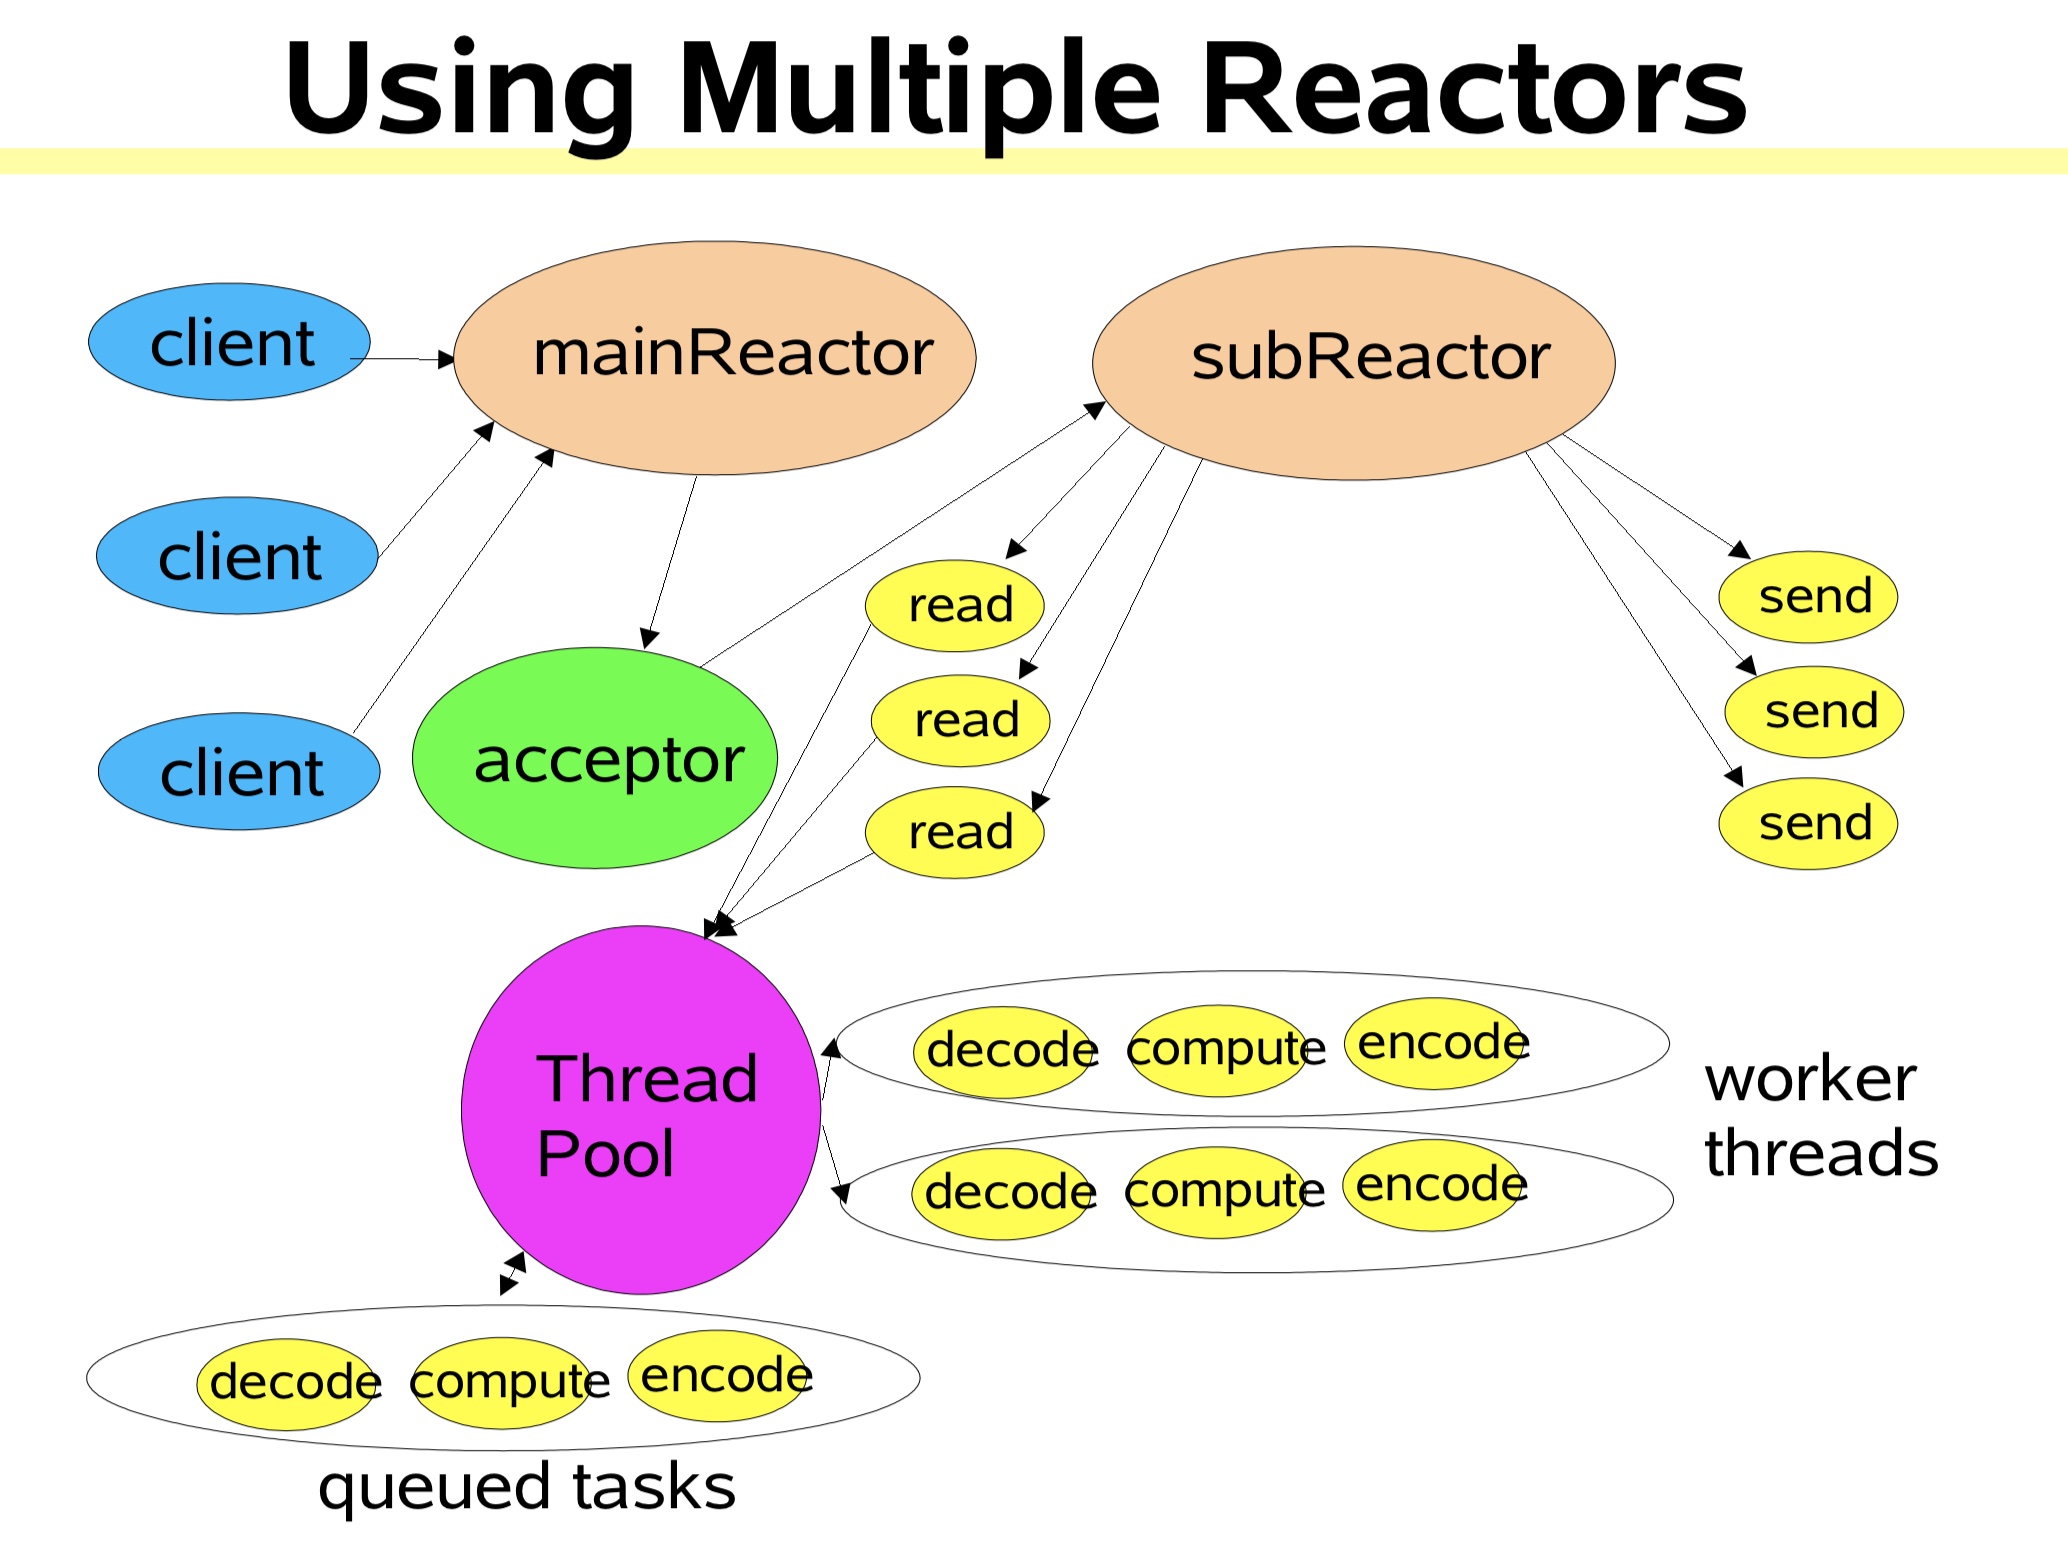 Using Multiple Reactors
client
mainReactor
subReactor
client
client
acceptor
read
read
read
send
send
send
Thread
Pool
decode compute encode
decode compute encode
worker
threads
decode compute encode
queued tasks